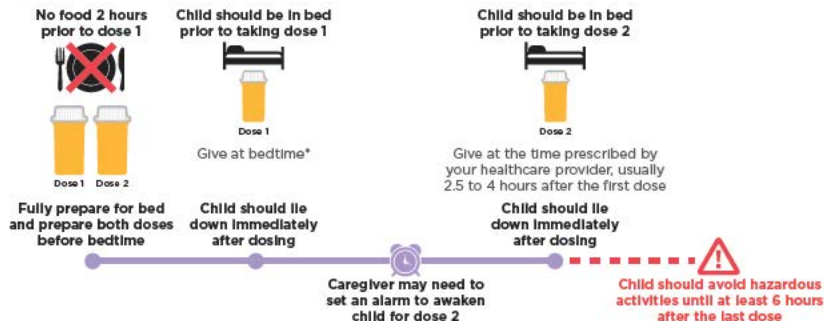 No food 2 hours
prior to dose 1
Dose 1 Dose 2
Fully prepare for bed
and prepare both doses
before bedtime
Child should be in bed
prior to taking dose 1
Dose 1
Give at bedtime*
Child should lie
down immediately
after dosing
Caregiver may need to
set an alarm to awaken
child for dose 2
Child should be in bed
prior to taking dose 2
Dose 2
Give at the time prescribed by
your healthcare provider, usually
2.5 to 4 hours after the first dose
Child should lie
down immediately
after dosing
Child should avoid hazardous
activities until at least 6 hours
after the last dose